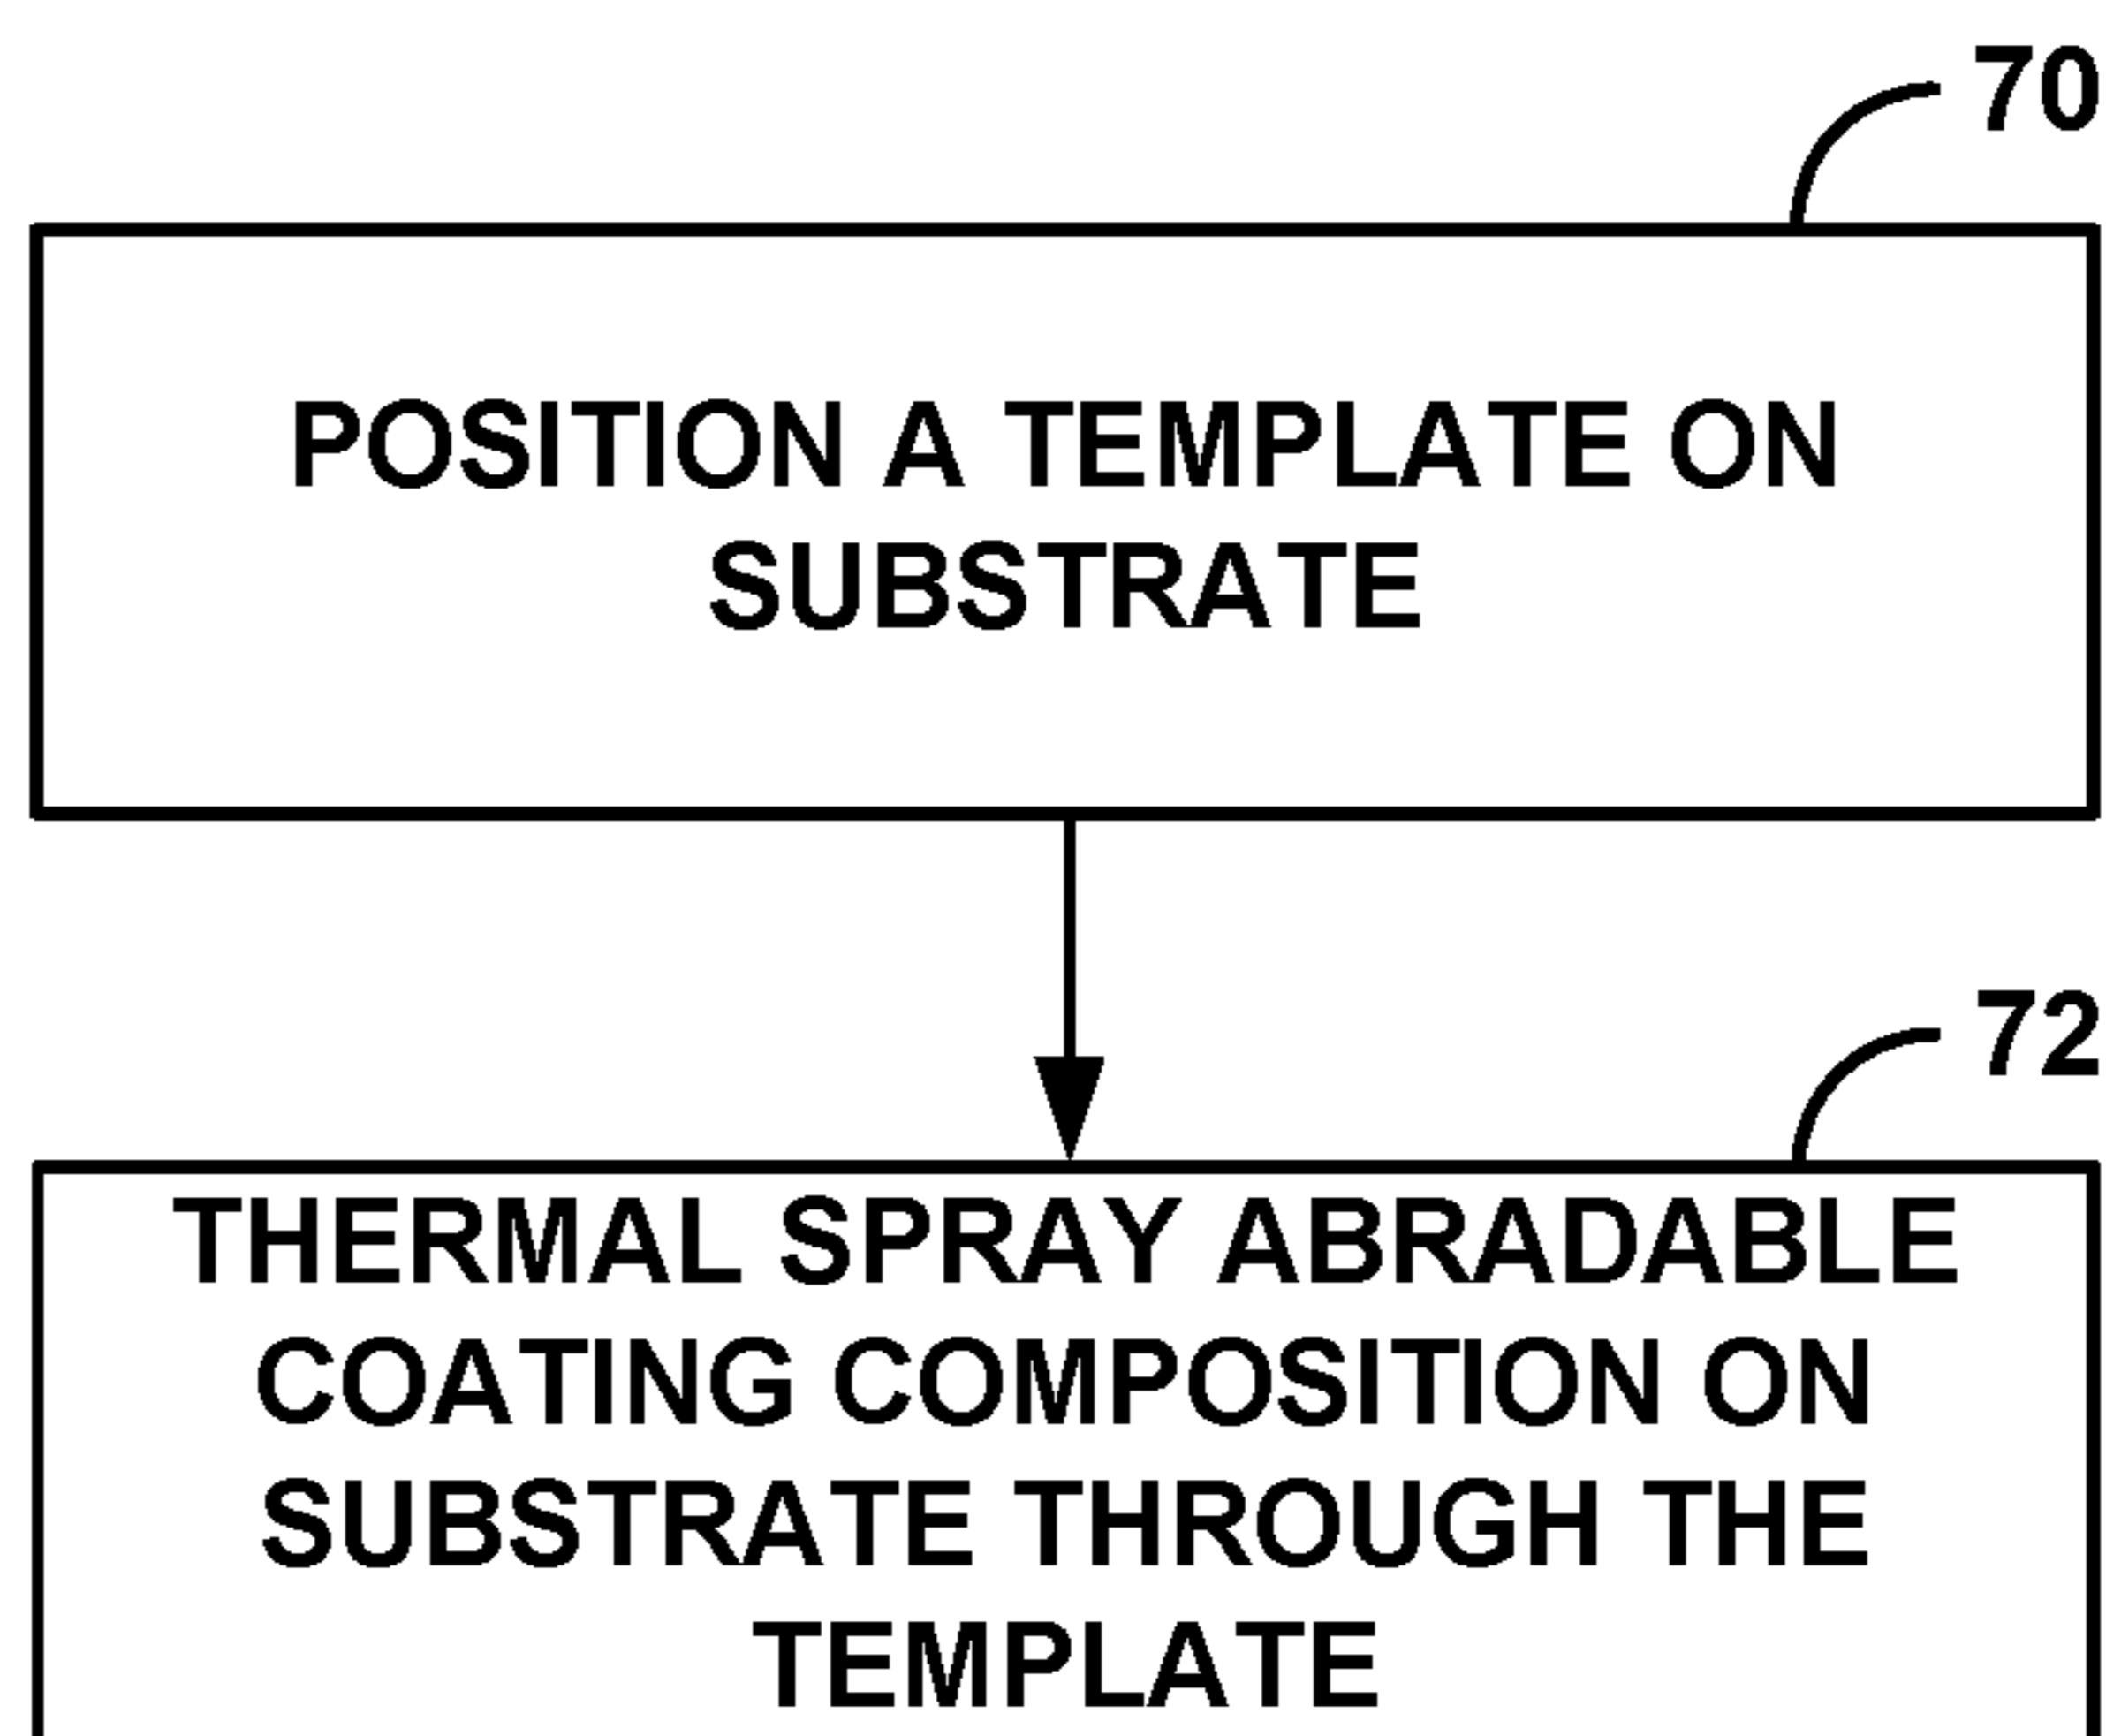 70
POSITION A TEMPLATE ON
SUBSTRATE
72
THERMAL SPRAY ABRADABLE
COATING COMPOSITION ON
SUBSTRATE THROUGH THE
TEMPLATE